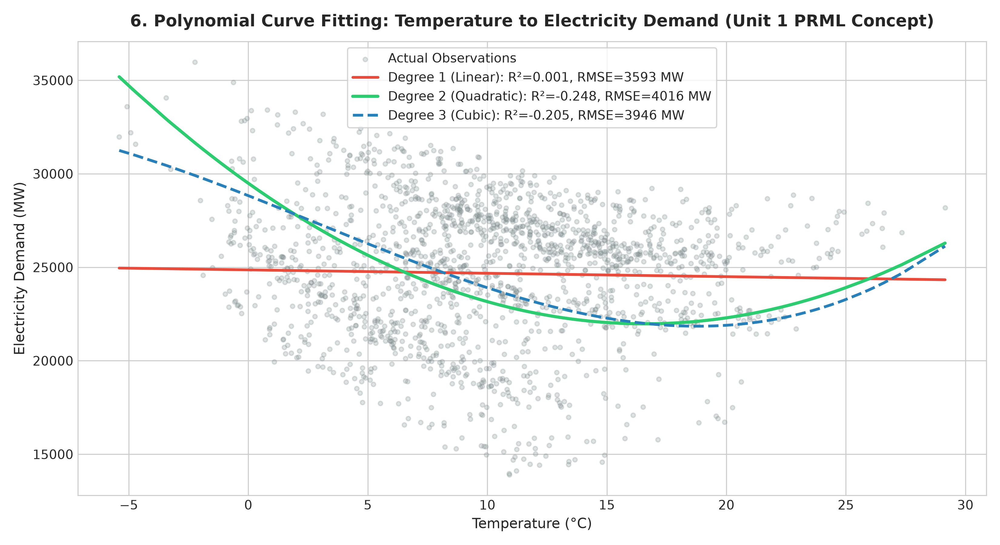 6. Polynomial Curve Fitting: Temperature to Electricity Demand (Unit 1 PRML Concept)
Actual Observations
Degree 1 (Linear): R²=0.001, RMSE=3593 MW
Degree 2 (Quadratic): R²=-0.248, RMSE=4016 MW
Degree 3 (Cubic): R²=-0.205, RMSE=3946 MW
Electricity Demand (MW)
35000
30000
25000
20000
15000
−5 0 5 10 15 20 25 30
Temperature (°C)